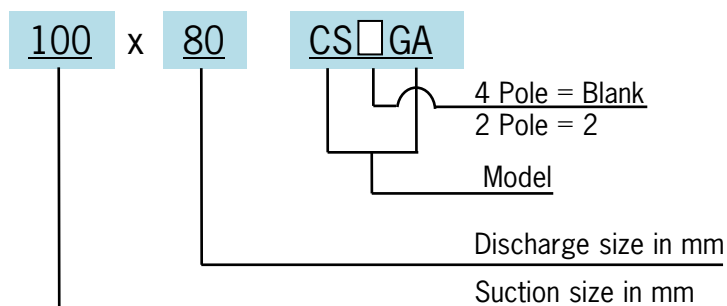 100 x 80 CS□GA
4 Pole = Blank
2 Pole = 2
Model
Discharge size in mm
Suction size in mm